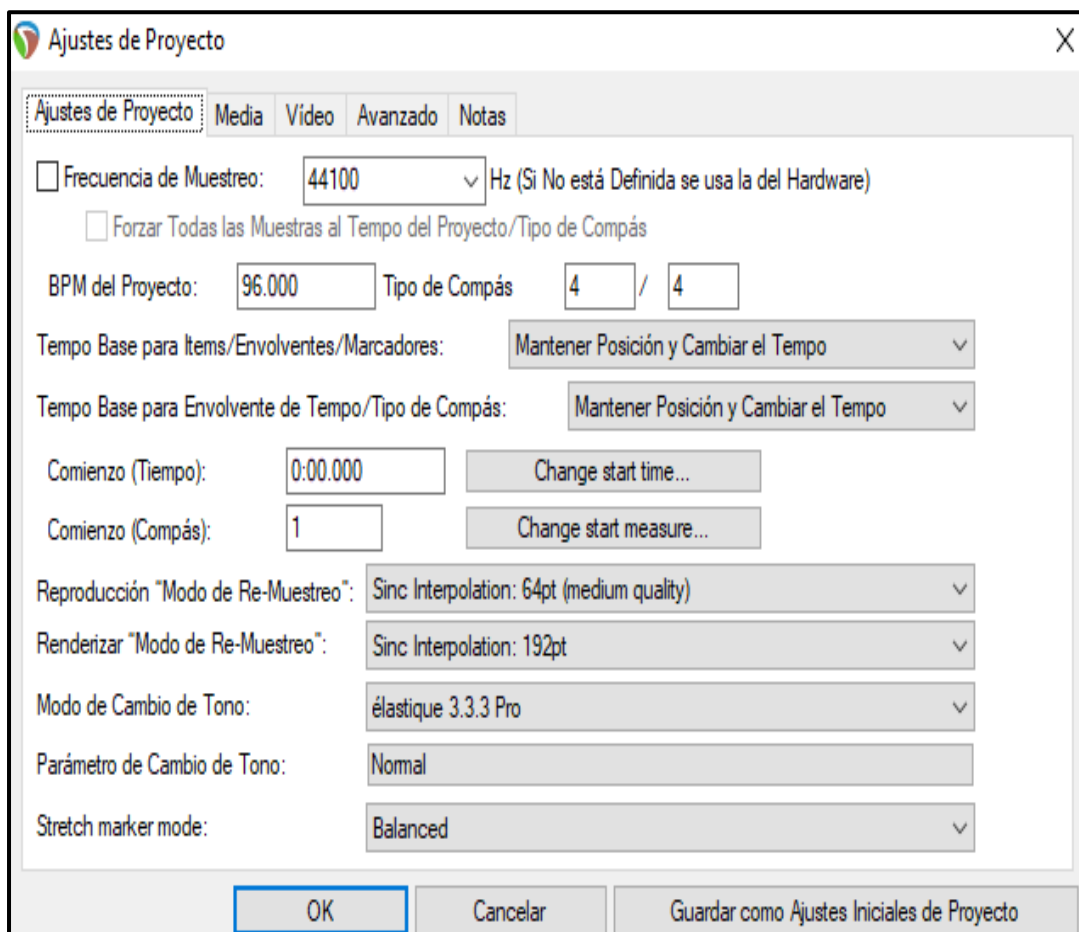 Ajustes de Proyecto
Ajustes de Proyecto Media Vídeo Avanzado Notas
Frecuencia de Muestreo: 44100 Hz (Si No está Definida se usa la del Hardware)
Forzar Todas las Muestras al Tempo del Proyecto/Tipo de Compás
BPM del Proyecto: 96.000 Tipo de Compás 4 / 4
Tempo Base para Items/Envolventes/Marcadores: Mantener Posición y Cambiar el Tempo
Tempo Base para Envolvente de Tempo/Tipo de Compás: Mantener Posición y Cambiar el Tempo
Comienzo (Tiempo): 0:00.000 Change start time...
Comienzo (Compás): 1 Change start measure...
Reproducción "Modo de Re-Muestreo": Sinc Interpolation: 64pt (medium quality)
Renderizar "Modo de Re-Muestreo": Sinc Interpolation: 192pt
Modo de Cambio de Tono: élastique 3.3.3 Pro
Parámetro de Cambio de Tono: Normal
Stretch marker mode: Balanced
OK Cancelar Guardar como Ajustes Iniciales de Proyecto